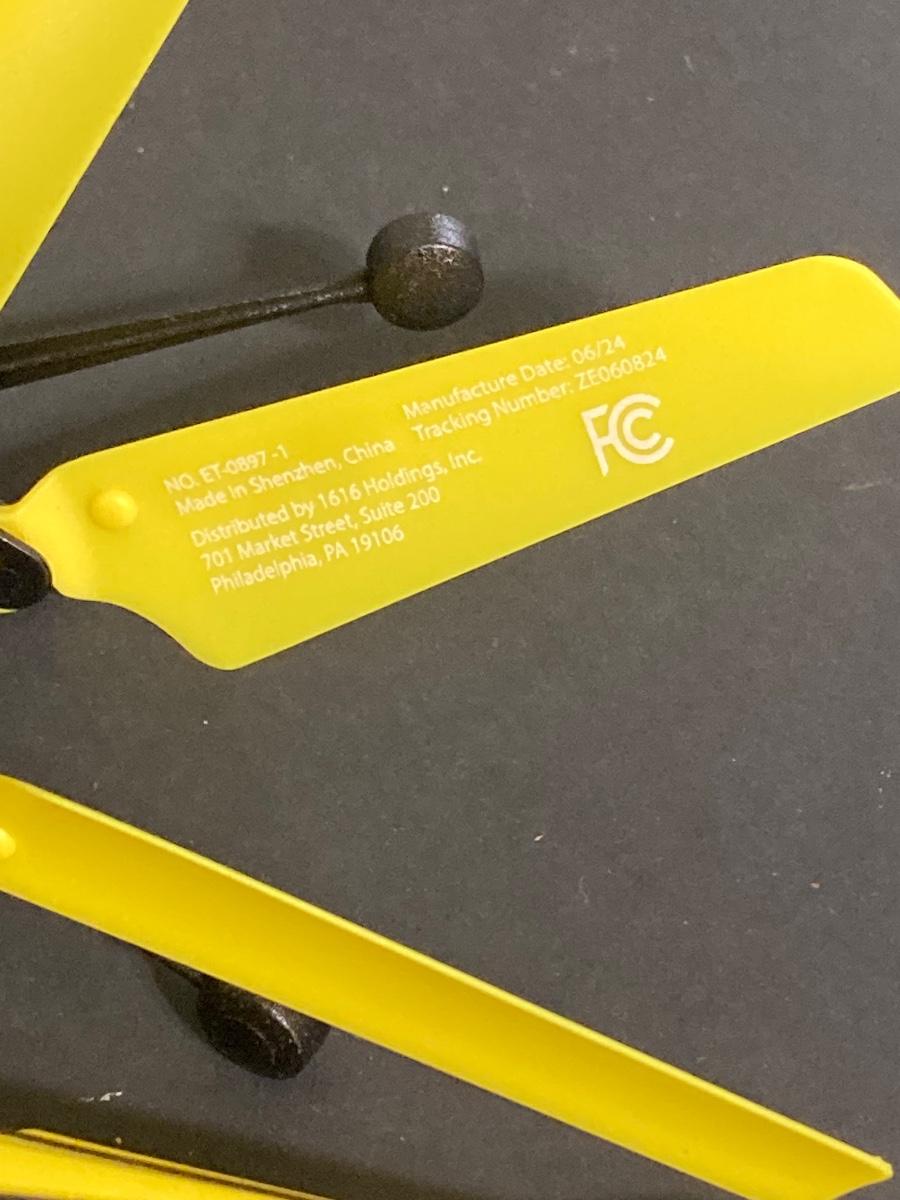 NO. ET-0897 -1
Made in Shenzhen, China
Distributed by 1616 Holdings, Inc.
701 Market Street, Suite 200
Philadelphia, PA 19106
Manufacture Date: 06/24
Tracking Number: ZE060824
FC